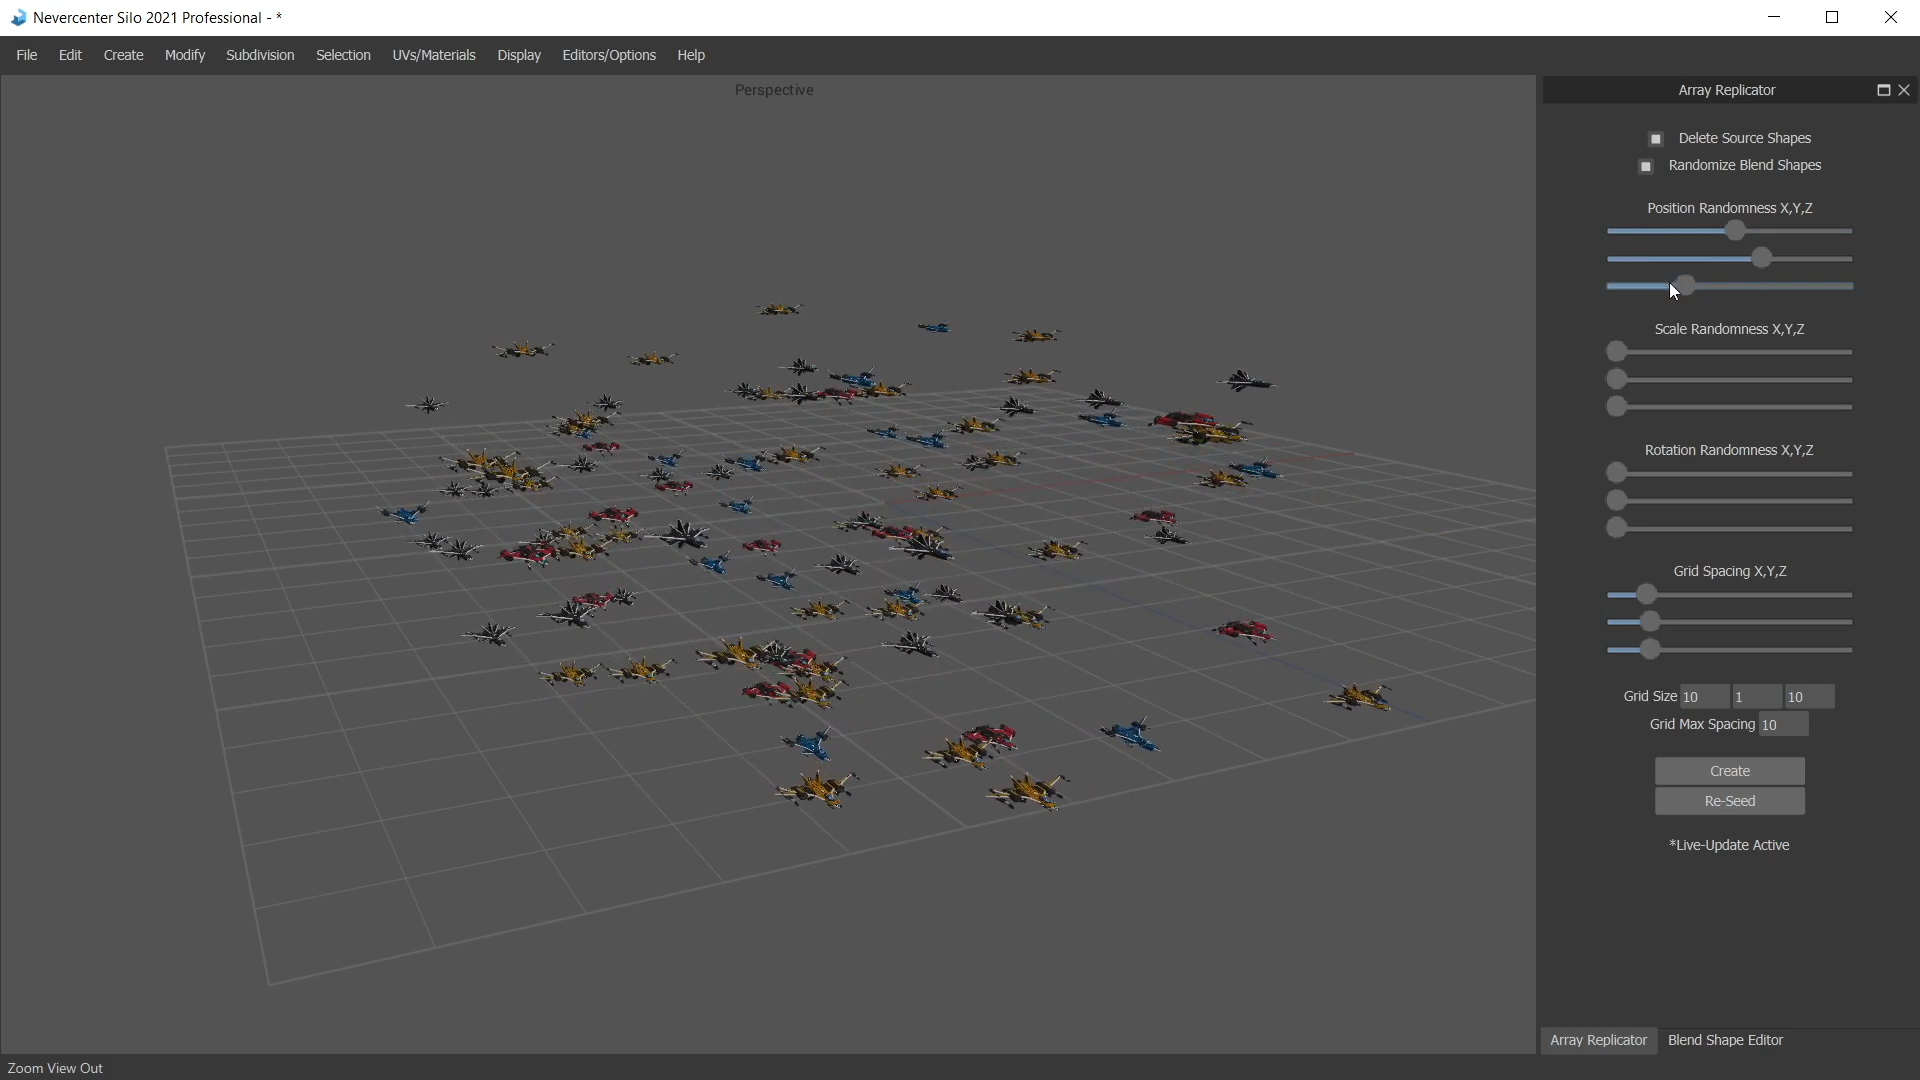 Nevercenter Silo 2021 Professional - *
File Edit Create Modify Subdivision Selection UVs/Materials Display Editors/Options Help
Perspective
Array Replicator
Delete Source Shapes
Randomize Blend Shapes
Position Randomness X,Y,Z
Scale Randomness X,Y,Z
Rotation Randomness X,Y,Z
Grid Spacing X,Y,Z
Grid Size 10 1 10
Grid Max Spacing 10
Create
Re-Seed
*Live-Update Active
Array Replicator Blend Shape Editor
Zoom View Out